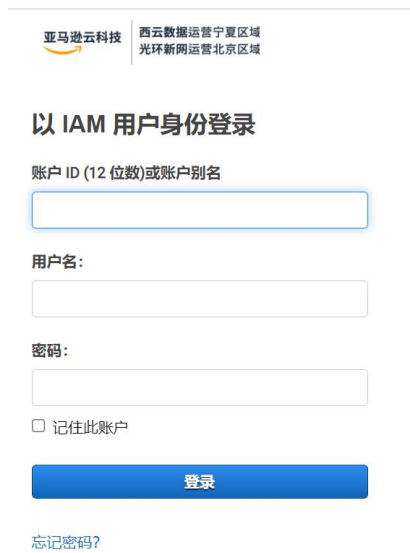 亚马逊云科技
西云数据运营宁夏区域
光环新网运营北京区域
以 IAM 用户身份登录
账户 ID (12 位数)或账户别名
用户名：
密码：
记住此账户
登录
忘记密码?